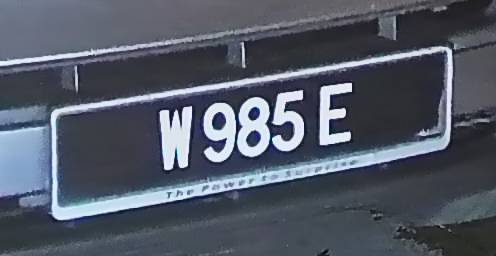 W 985 E
The Power to Surprise